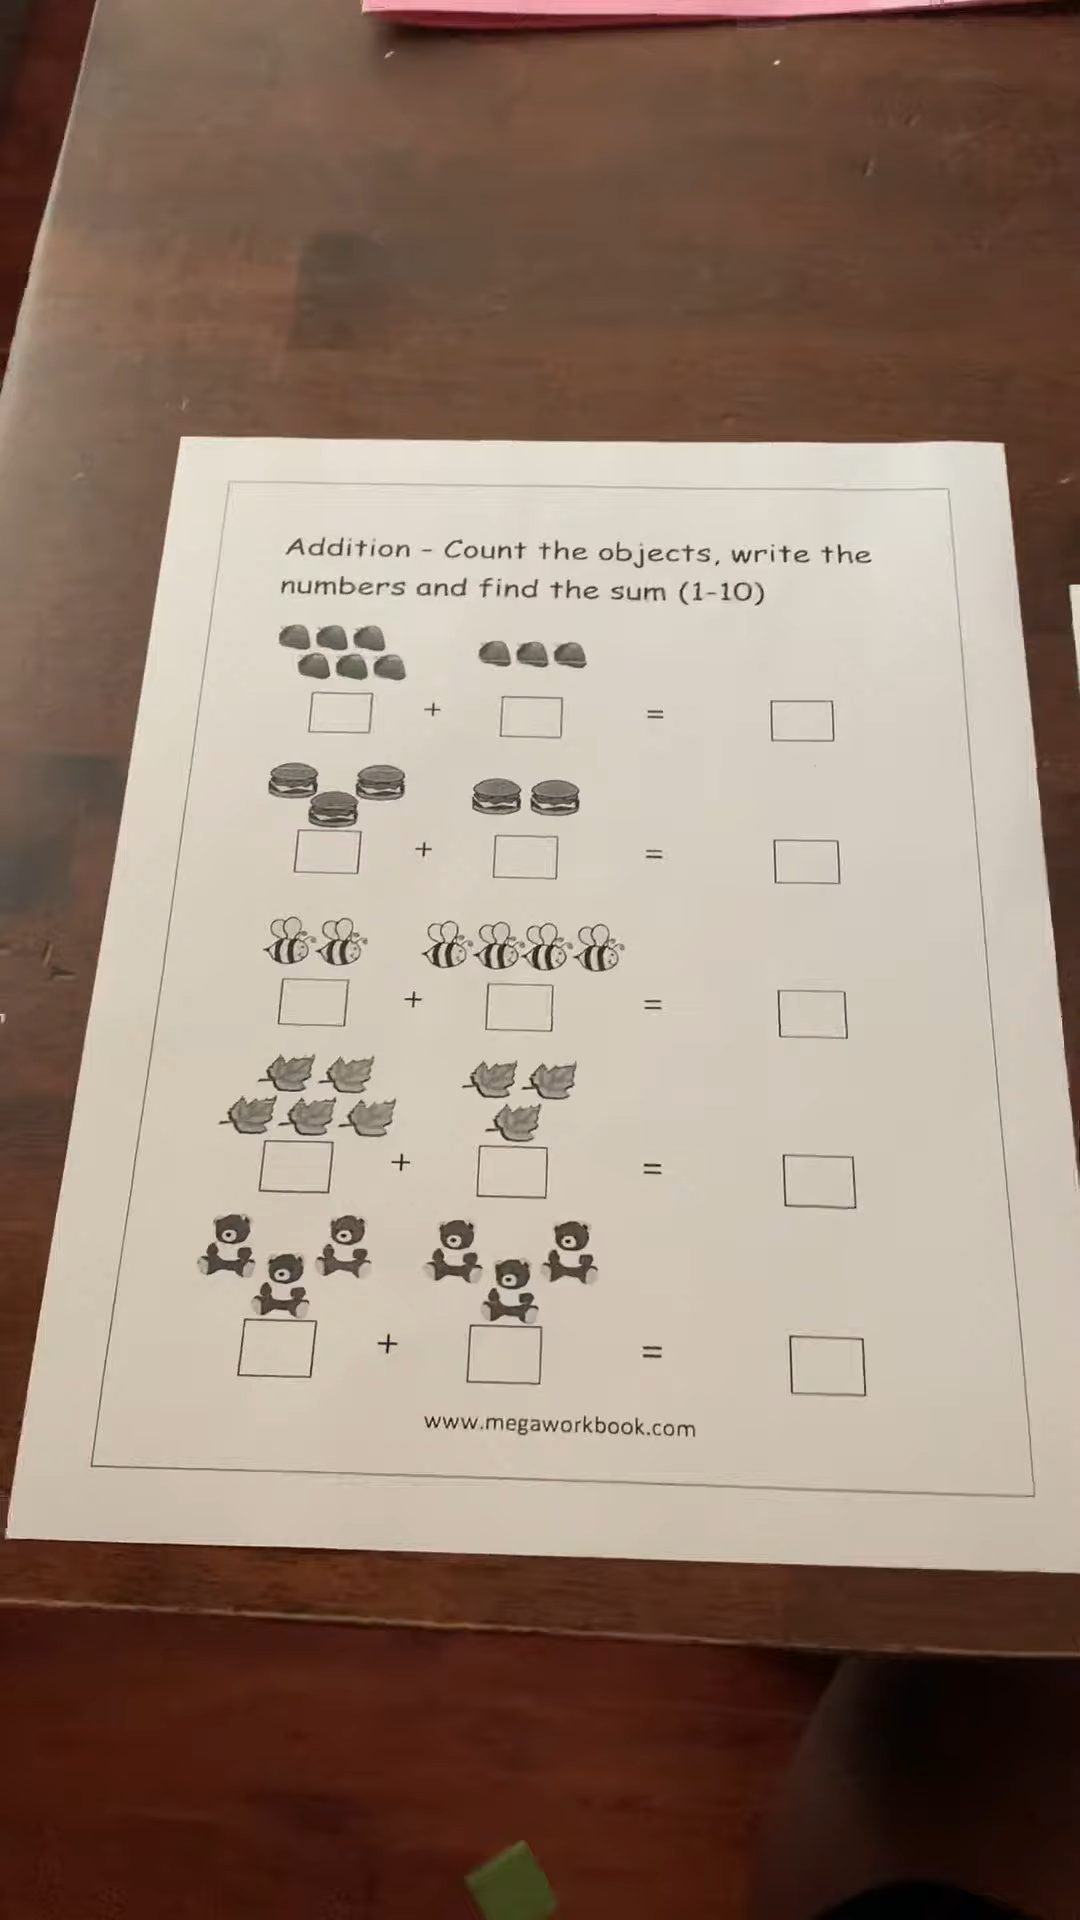 Addition - Count the objects, write the
numbers and find the sum (1-10)
+ =
+ =
+ =
+ =
+ =
www.megaworkbook.com